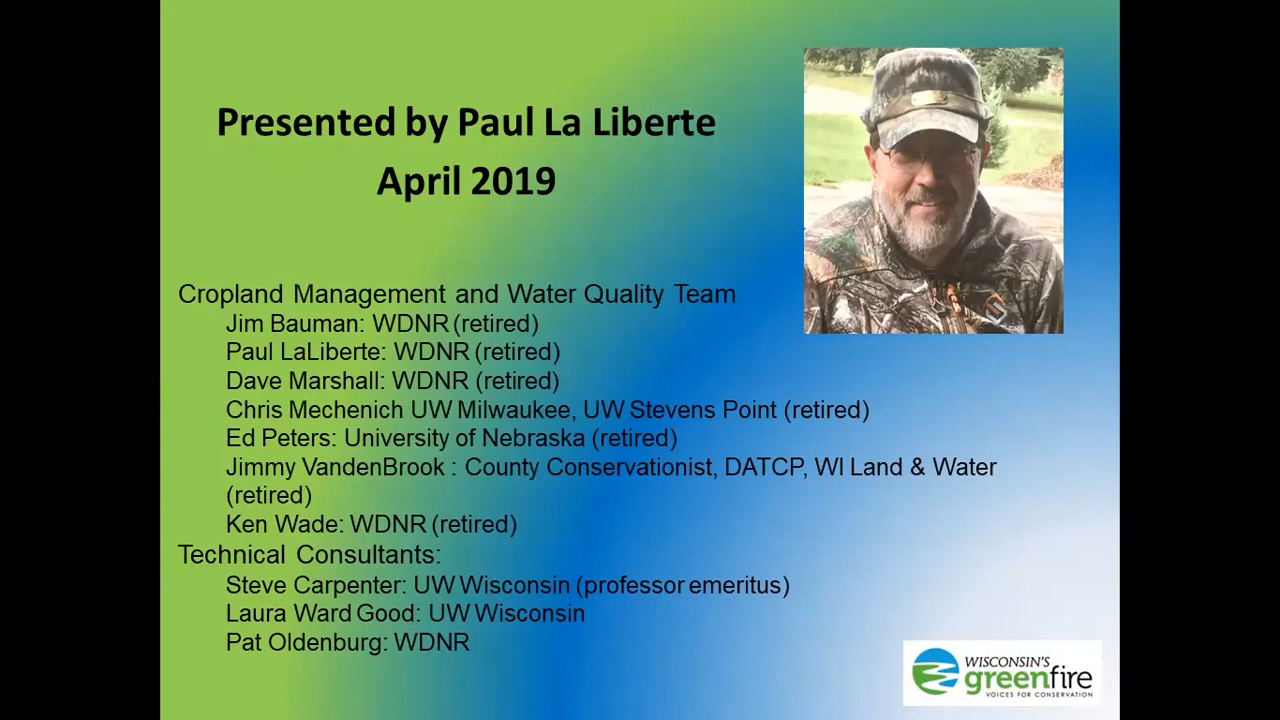 Presented by Paul La Liberte
April 2019
Cropland Management and Water Quality Team
Jim Bauman: WDNR (retired)
Paul LaLiberte: WDNR (retired)
Dave Marshall: WDNR (retired)
Chris Mechenich UW Milwaukee, UW Stevens Point (retired)
Ed Peters: University of Nebraska (retired)
Jimmy VandenBrook : County Conservationist, DATCP, WI Land & Water
(retired)
Ken Wade: WDNR (retired)
Technical Consultants:
Steve Carpenter: UW Wisconsin (professor emeritus)
Laura Ward Good: UW Wisconsin
Pat Oldenburg: WDNR
WISCONSIN'S
greenfire
VOICES FOR CONSERVATION